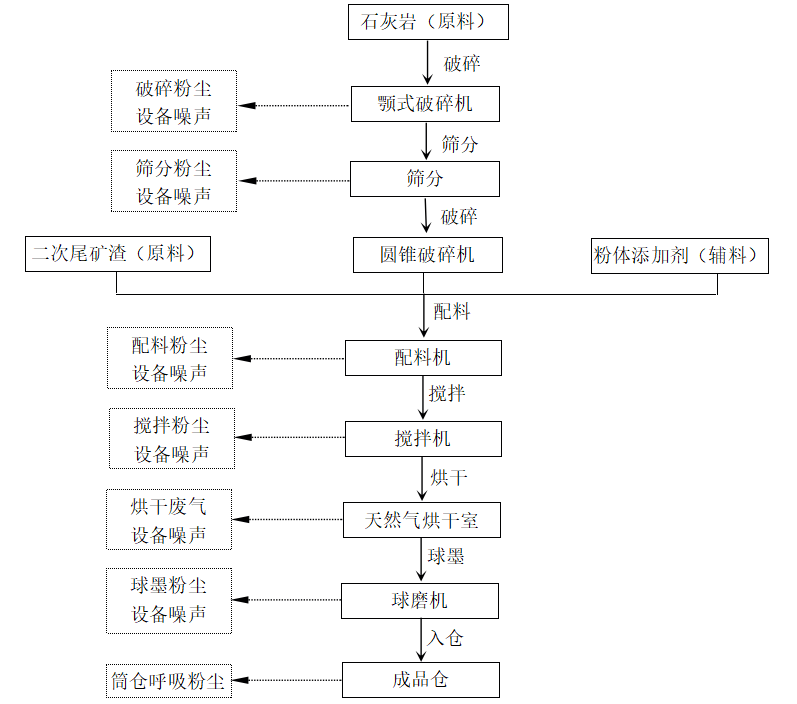 石灰岩（原料）
破碎
破碎粉尘
设备噪声
颚式破碎机
筛分
筛分粉尘
设备噪声
筛分
破碎
二次尾矿渣（原料）
圆锥破碎机
粉体添加剂（辅料）
配料
配料粉尘
设备噪声
配料机
搅拌
搅拌粉尘
设备噪声
搅拌机
烘干
烘干废气
设备噪声
天然气烘干室
球墨
球墨粉尘
设备噪声
球磨机
入仓
筒仓呼吸粉尘
成品仓